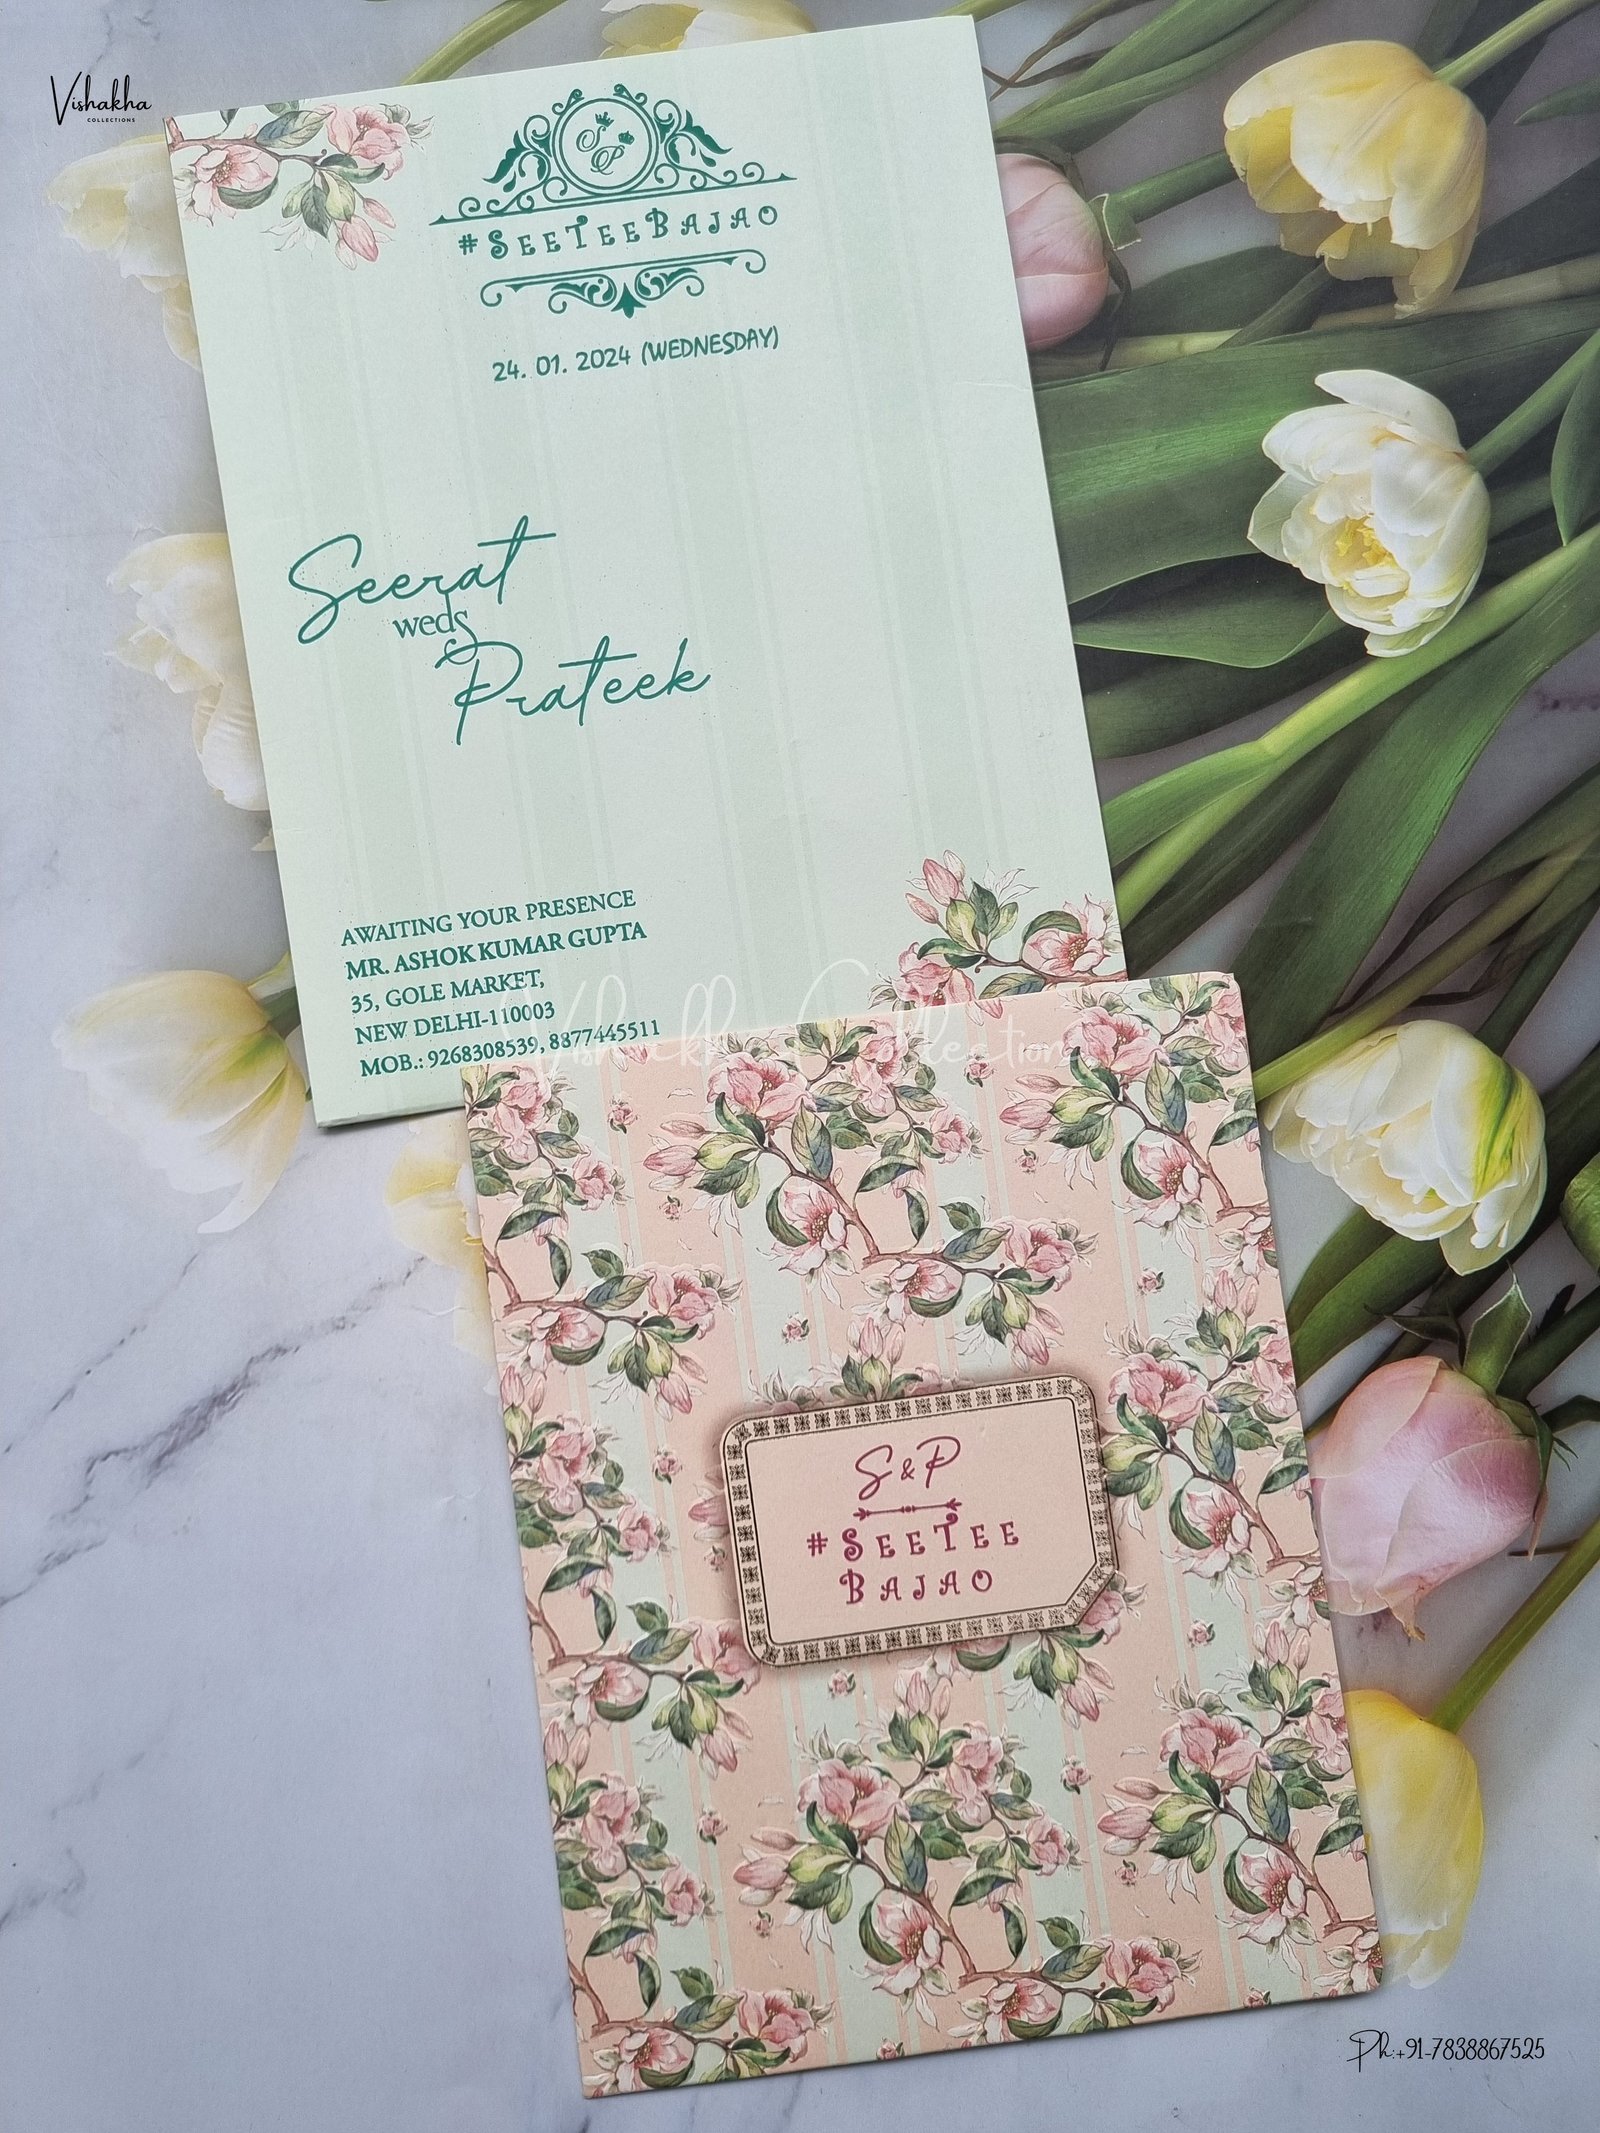 Vishakha
COLLECTIONS
S P
#SEETEEBAJAO
24. 01. 2024 (WEDNESDAY)
Seerat
weds
Prateek
AWAITING YOUR PRESENCE
MR. ASHOK KUMAR GUPTA
35, GOLE MARKET,
NEW DELHI-110003
MOB.: 9268308539, 8877445511
Vishakha Collections
S & P
#SEETEE
BAJAO
Ph:+91-7838867525